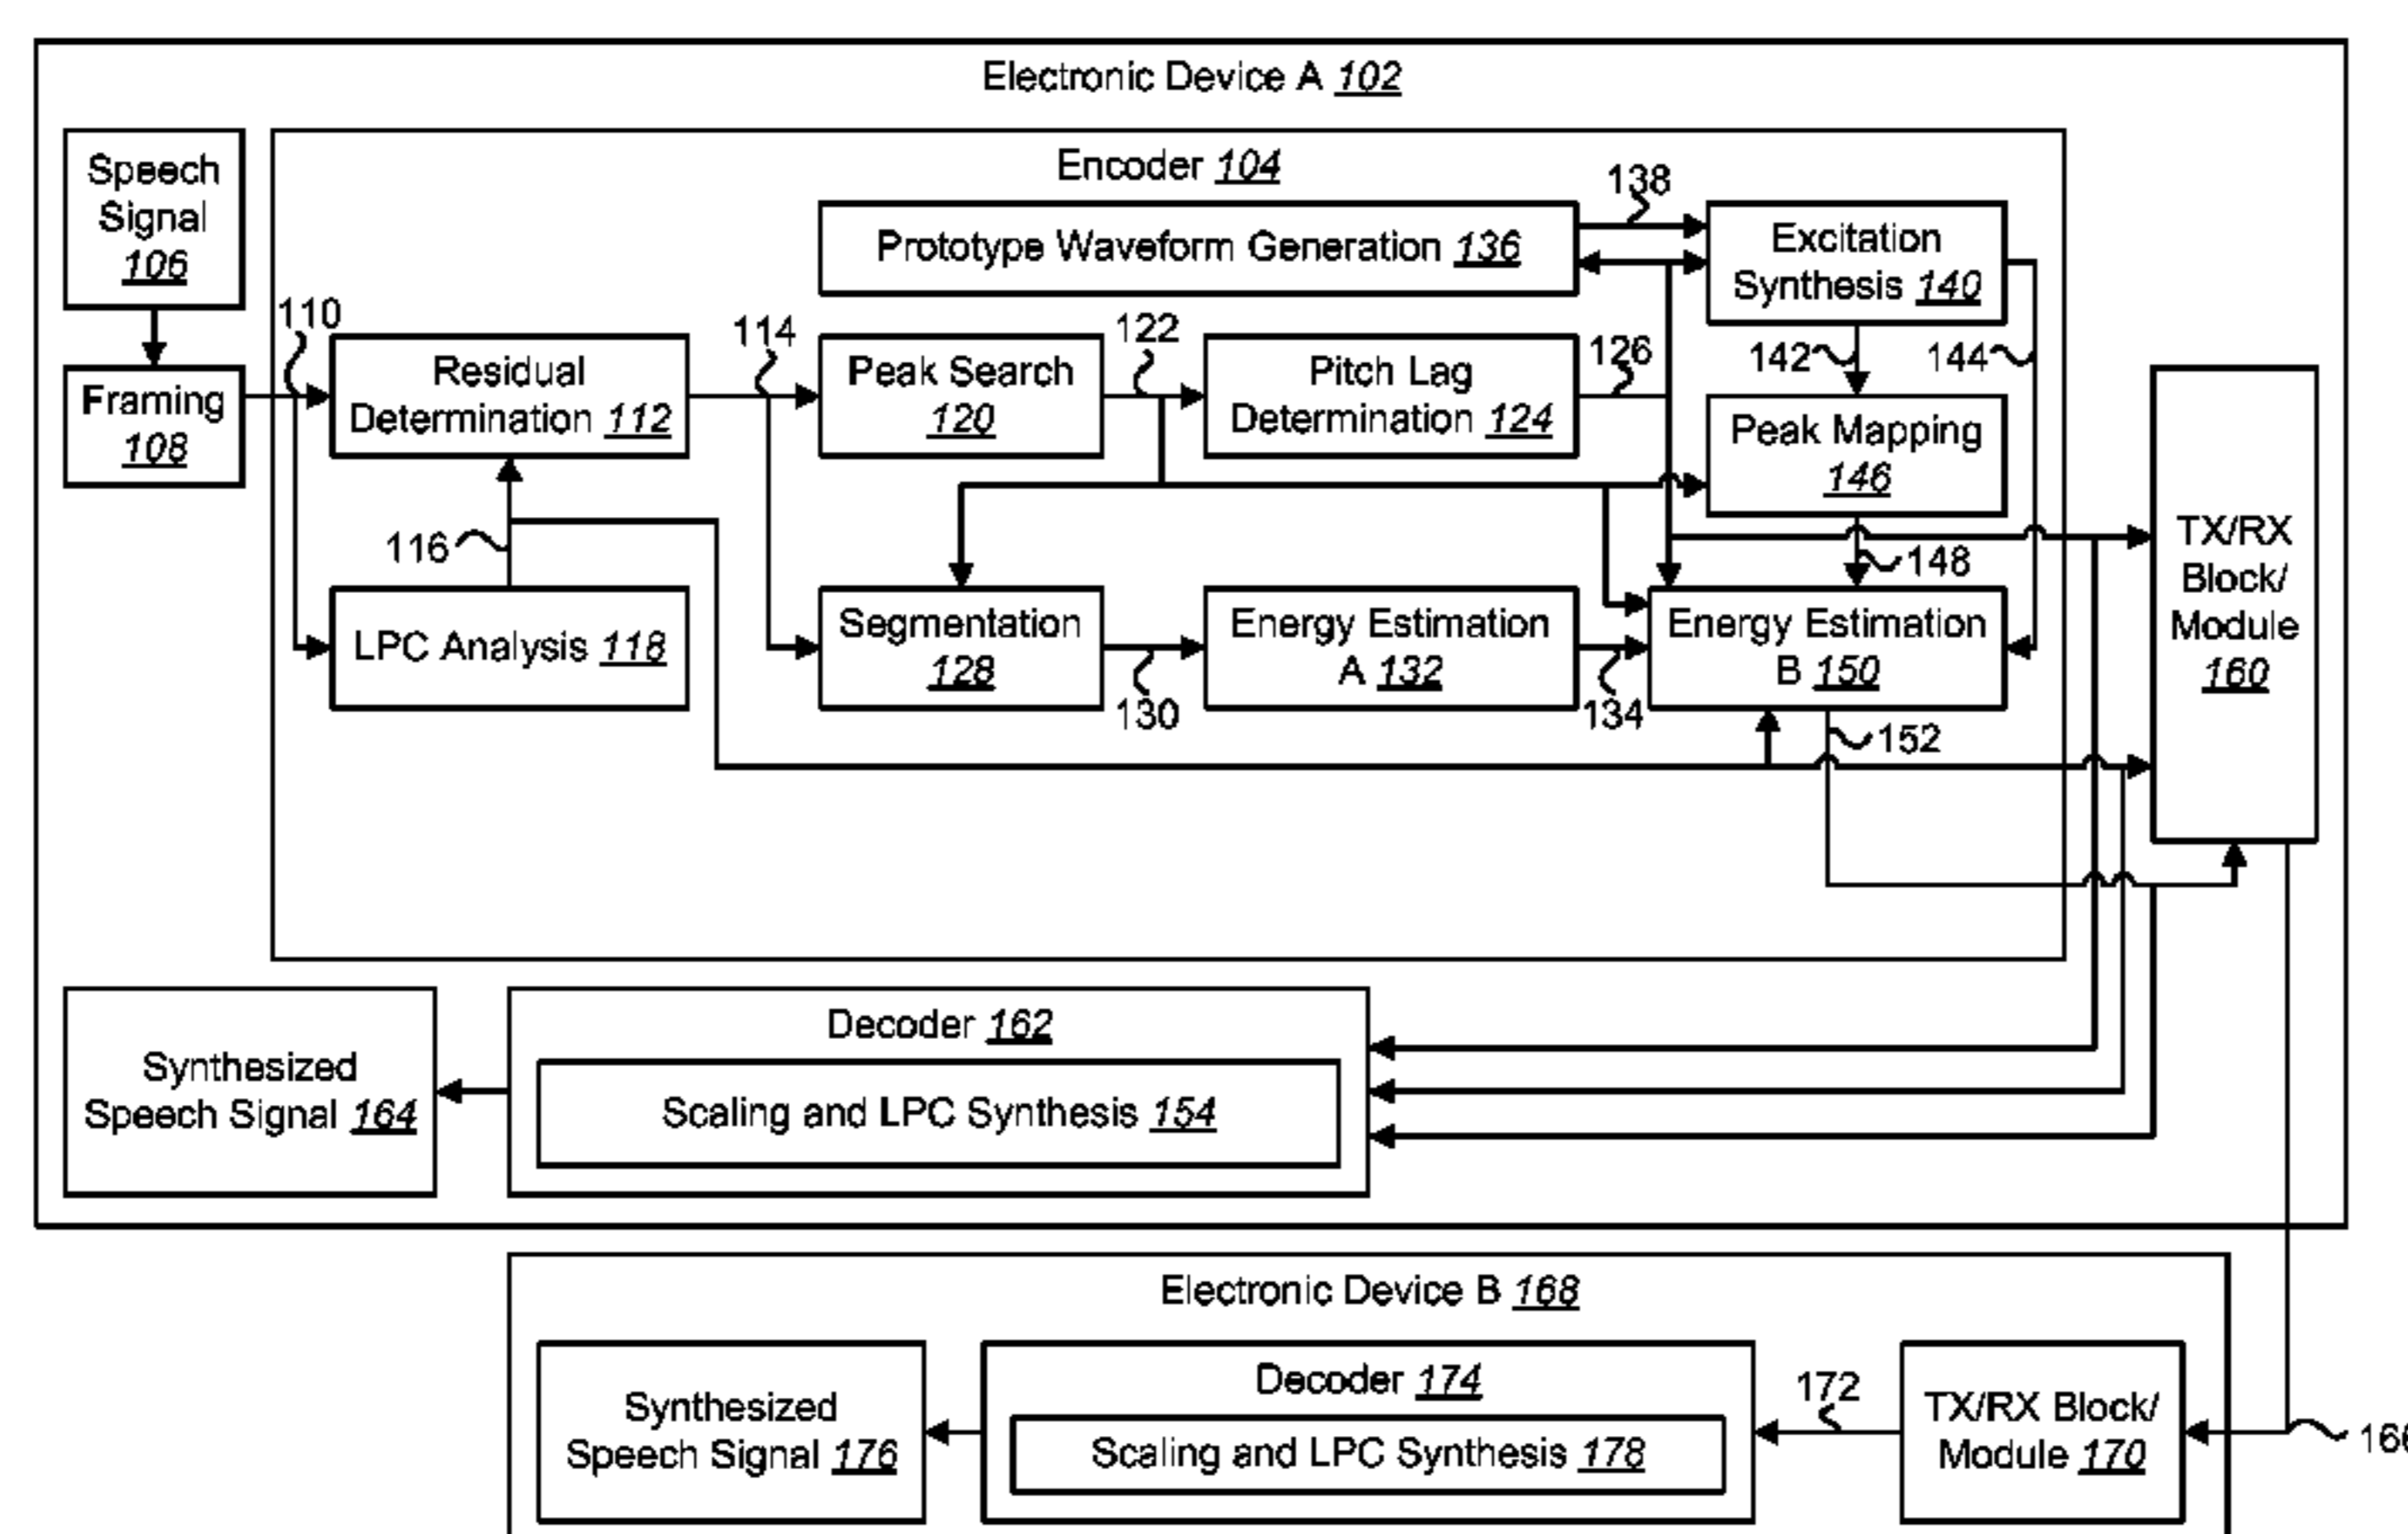 Electronic Device A 102
Speech
Signal
106
Encoder 104
138
Prototype Waveform Generation 136
Excitation
Synthesis 140
110
114
122
126
142
144
Framing
108
Residual
Determination 112
Peak Search
120
Pitch Lag
Determination 124
Peak Mapping
146
116
148
TX/RX
Block/
Module
160
LPC Analysis 118
Segmentation
128
130
Energy Estimation
A 132
134
Energy Estimation
B 150
152
Decoder 162
Synthesized
Speech Signal 164
Scaling and LPC Synthesis 154
Electronic Device B 168
Synthesized
Speech Signal 176
Decoder 174
Scaling and LPC Synthesis 178
172
TX/RX Block/
Module 170
166